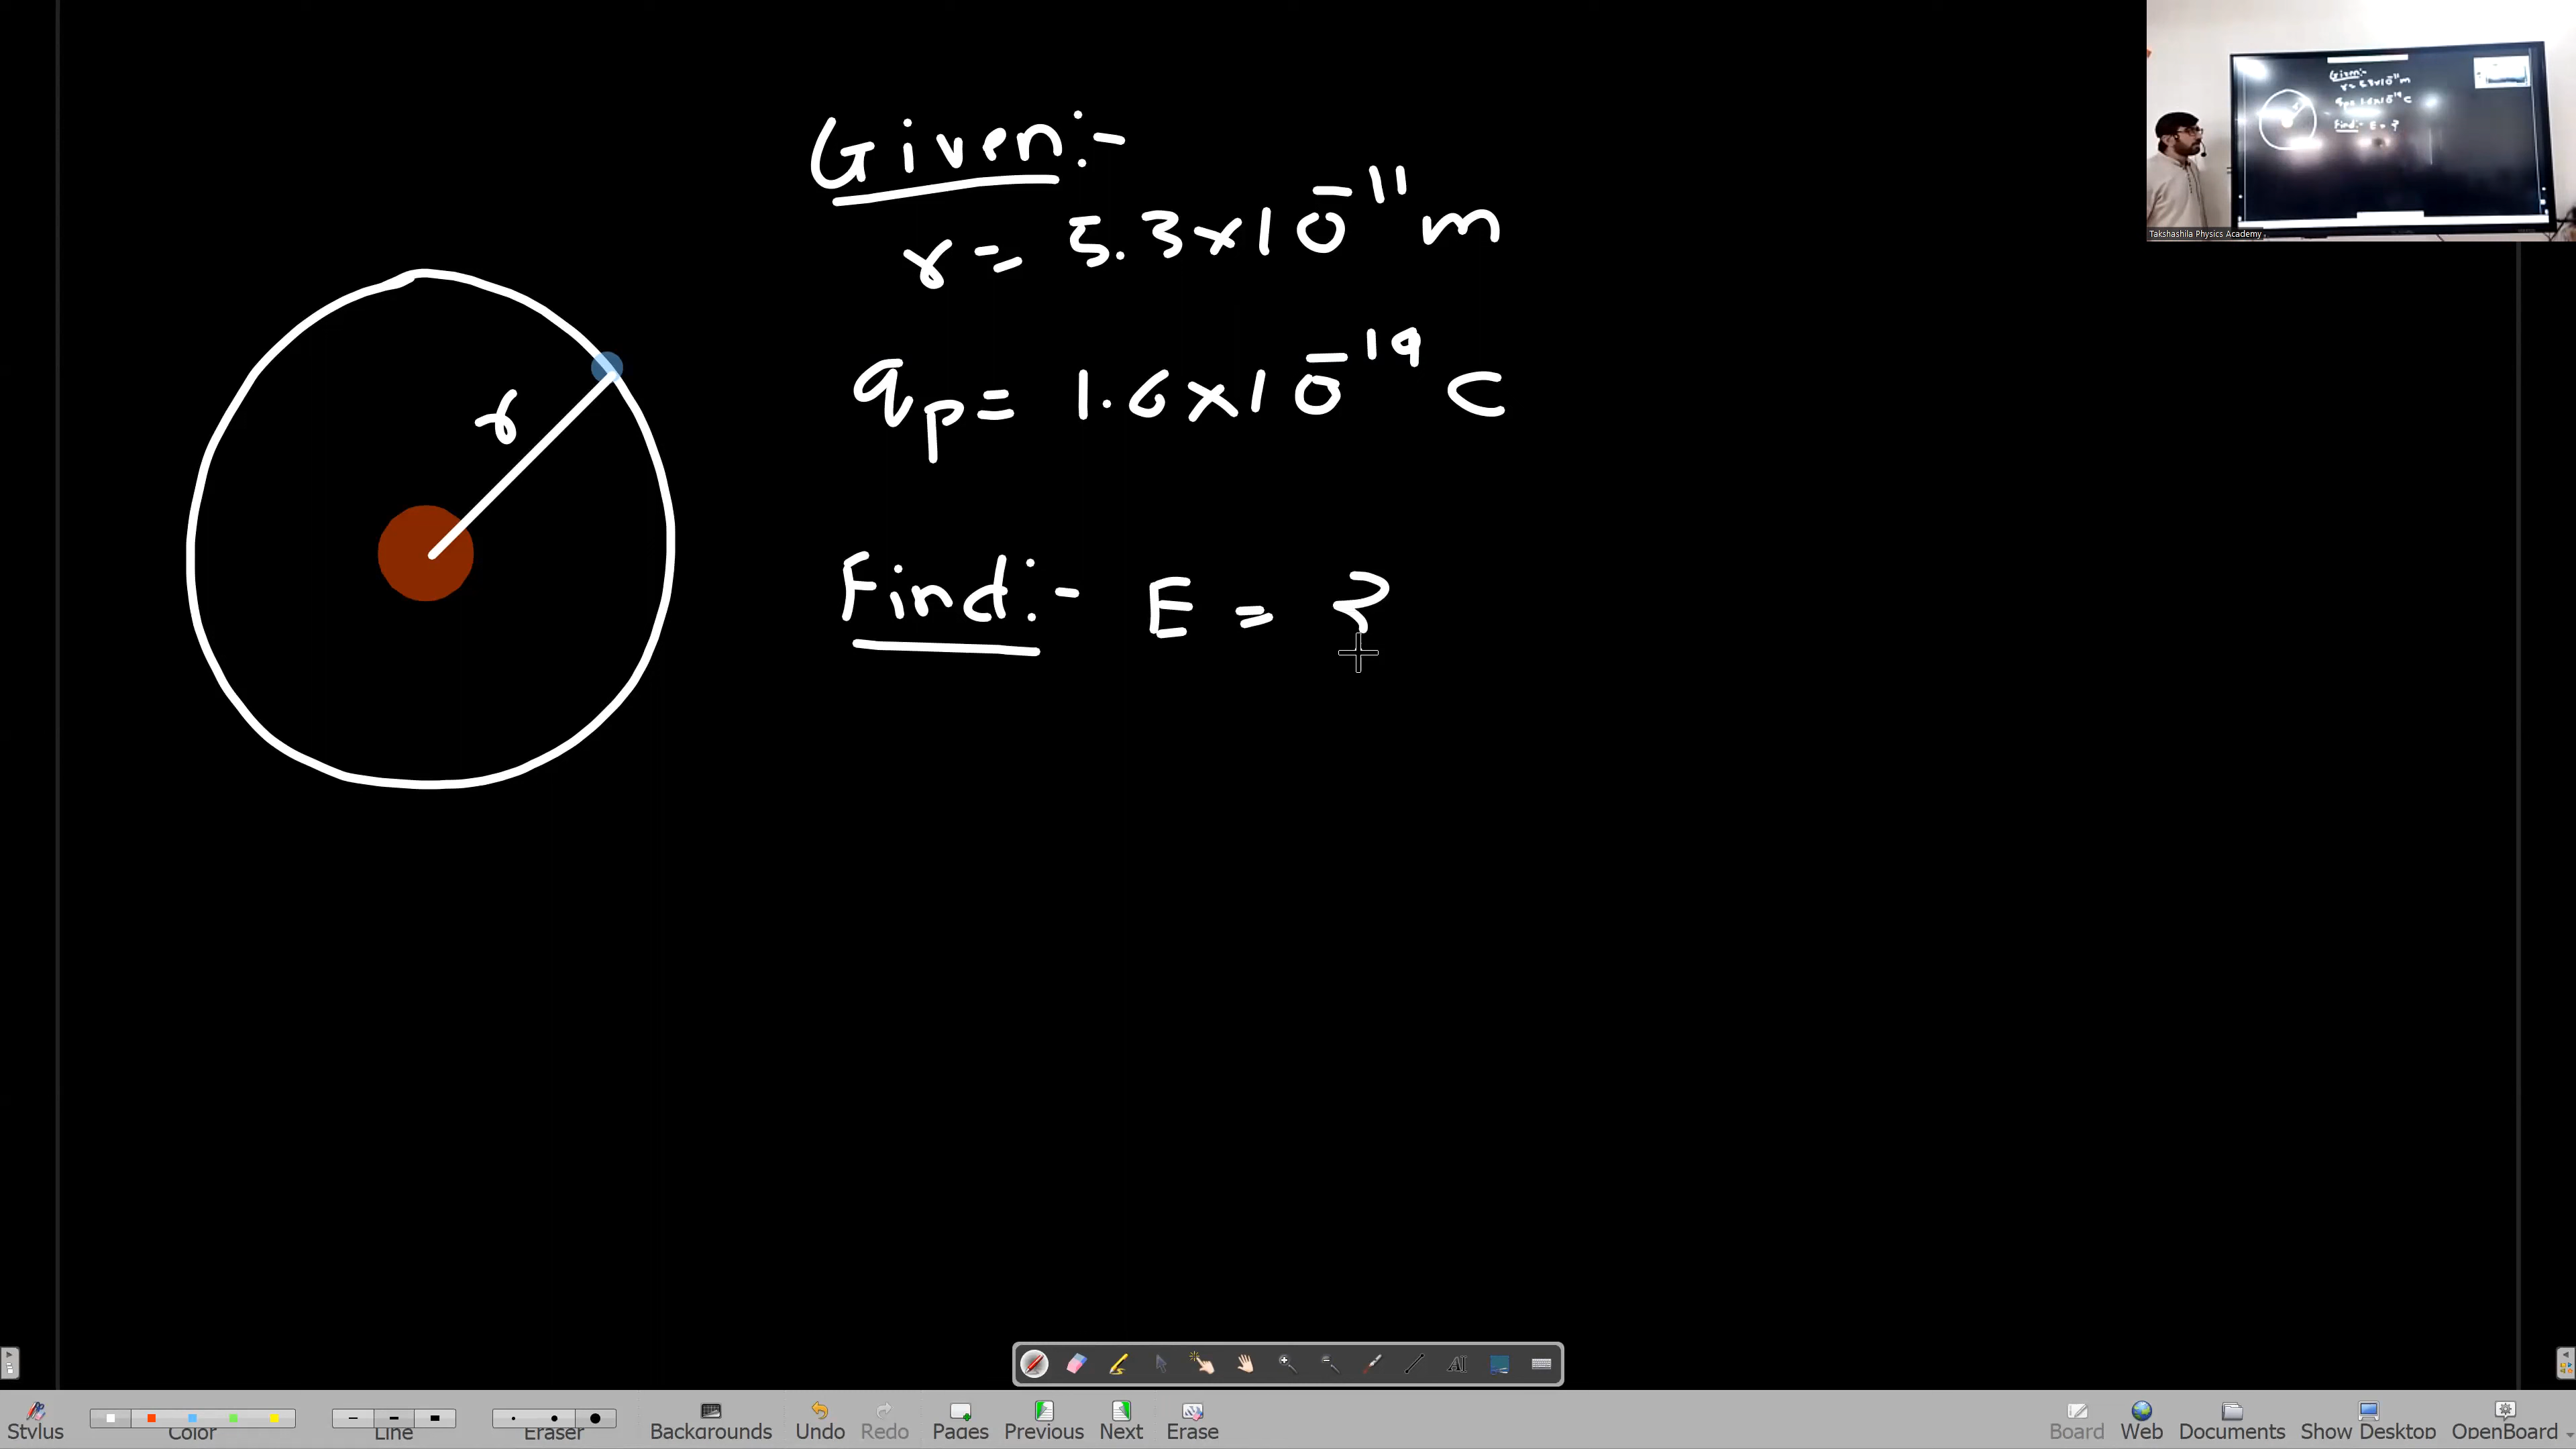 Given:-
r = 5.3×10⁻¹¹ m
q_p = 1.6×10⁻¹⁹ C
Find:- E = ?
r
Takshashila Physics Academy
Stylus
Color
Line
Eraser
Backgrounds
Undo
Redo
Pages
Previous
Next
Erase
Board
Web
Documents
Show Desktop
OpenBoard